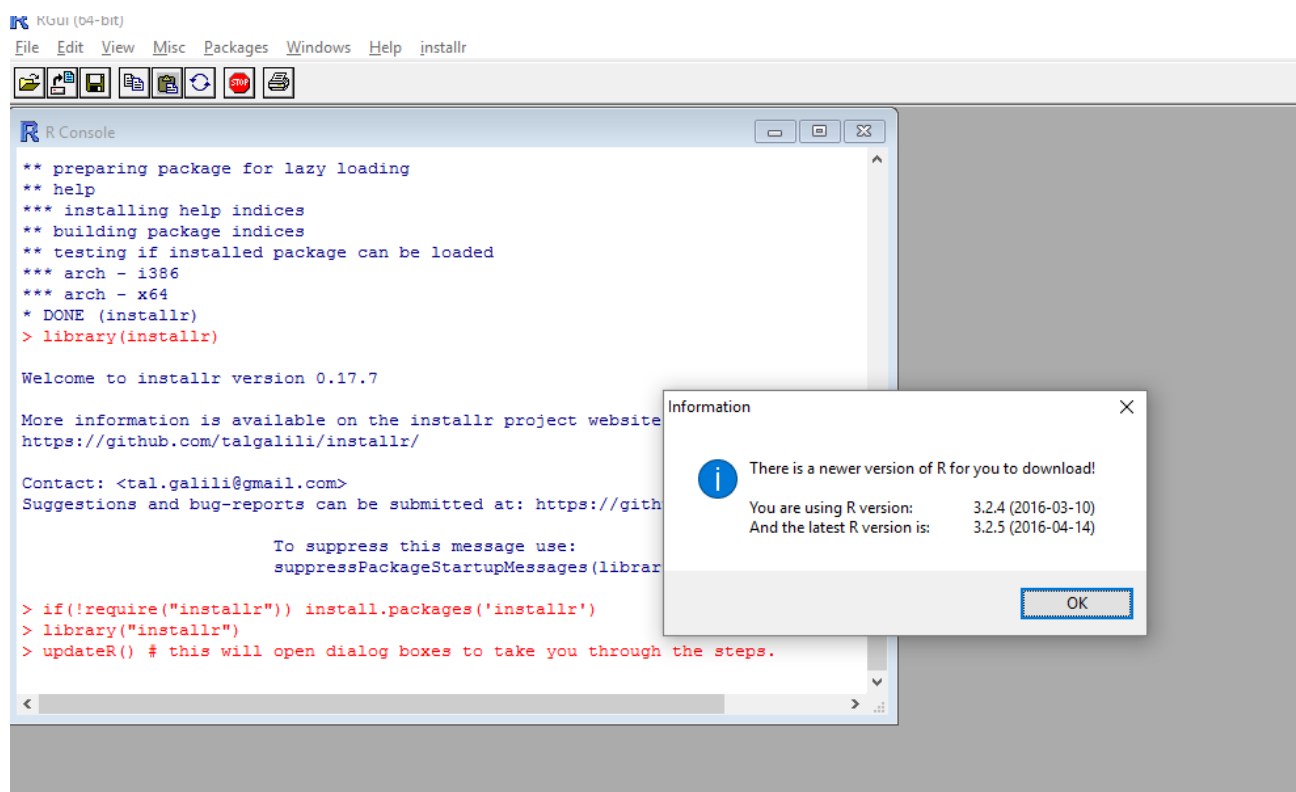 RGui (64-bit)
File Edit View Misc Packages Windows Help installr
STOP
R Console
** preparing package for lazy loading
** help
*** installing help indices
** building package indices
** testing if installed package can be loaded
*** arch - i386
*** arch - x64
* DONE (installr)
> library(installr)
Welcome to installr version 0.17.7
More information is available on the installr project website
https://github.com/talgalili/installr/
Contact: <tal.galili@gmail.com>
Suggestions and bug-reports can be submitted at: https://gith
To suppress this message use:
suppressPackageStartupMessages(librar
> if(!require("installr")) install.packages('installr')
> library("installr")
> updateR() # this will open dialog boxes to take you through the steps.
Information
There is a newer version of R for you to download!
You are using R version: 3.2.4 (2016-03-10)
And the latest R version is: 3.2.5 (2016-04-14)
OK